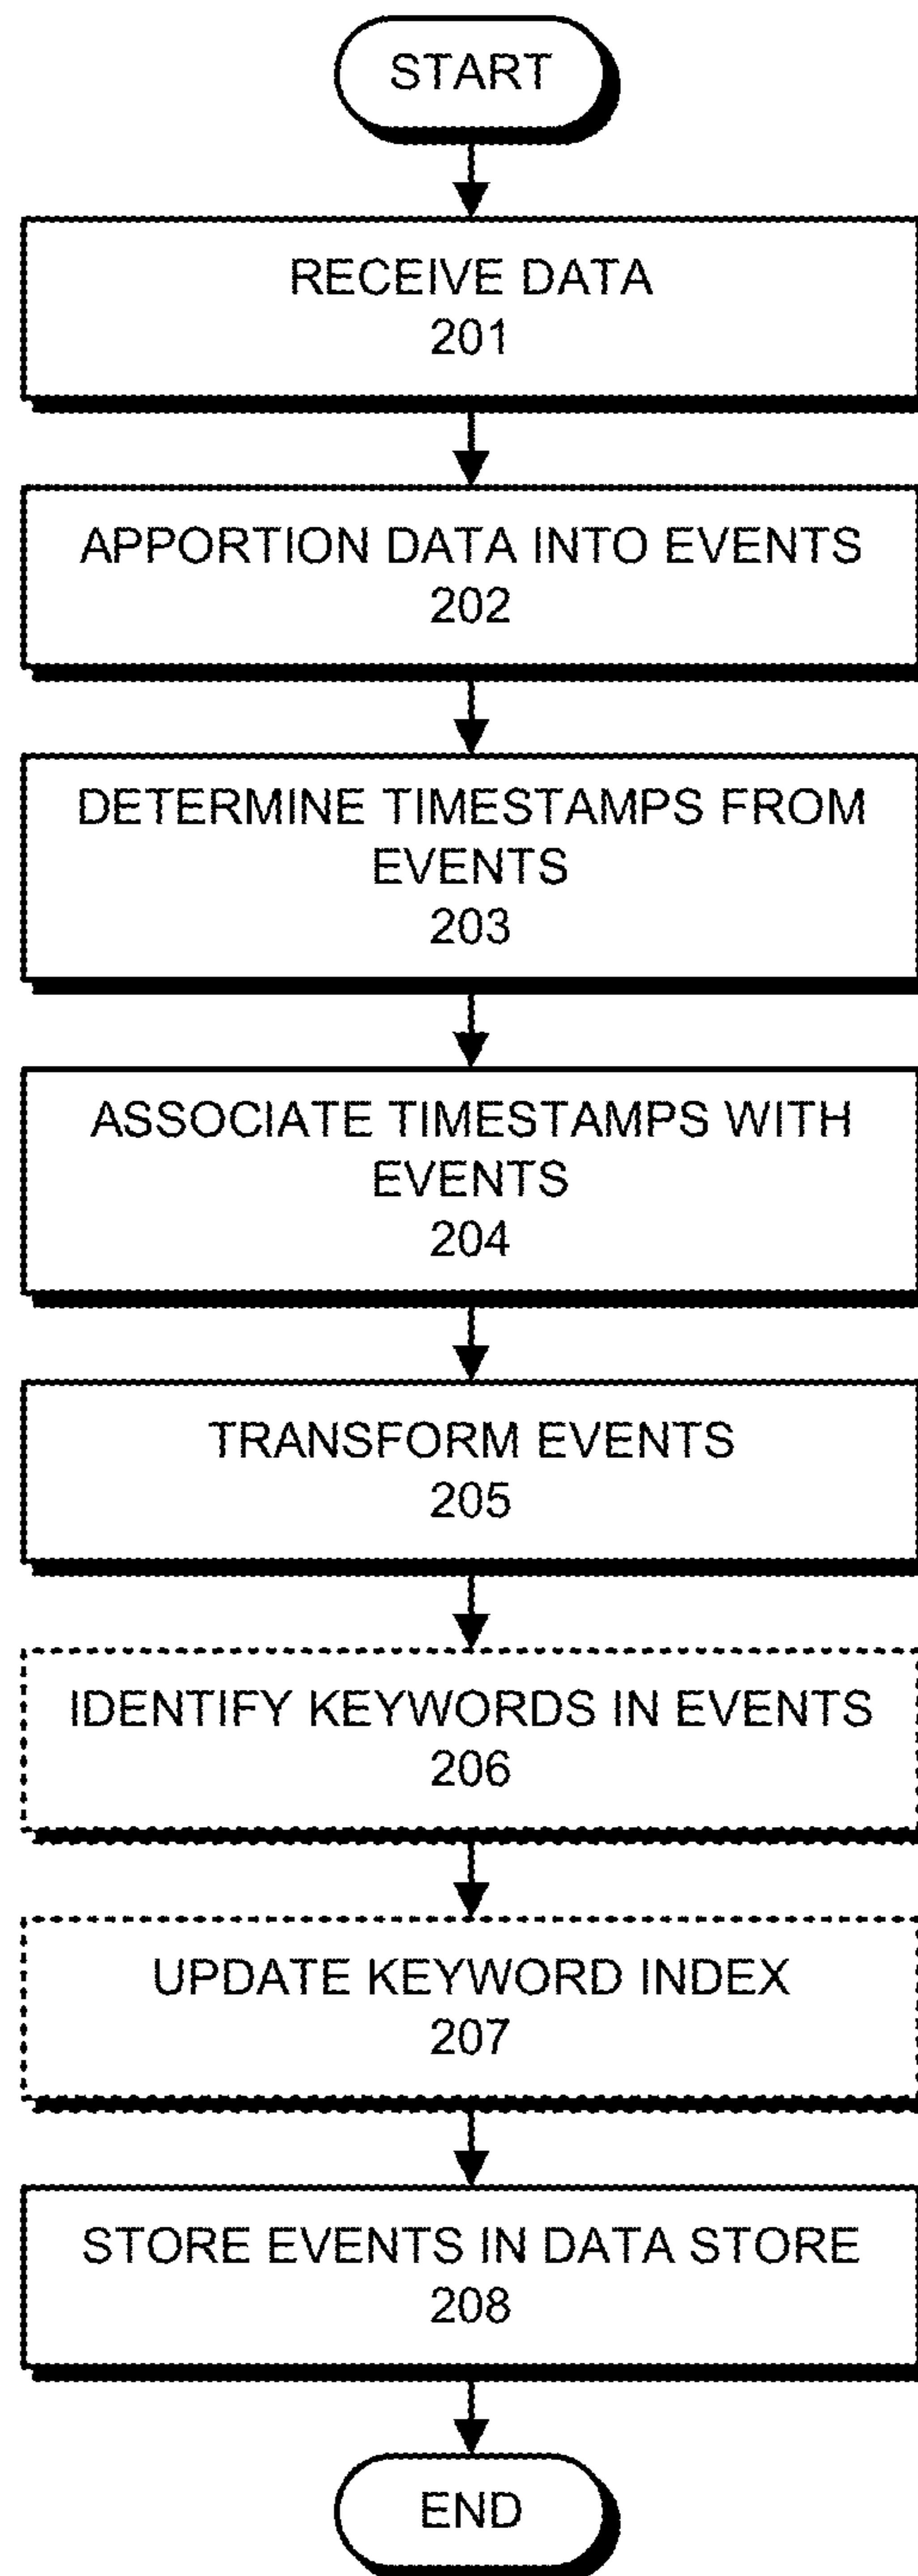 START
RECEIVE DATA
201
APPORTION DATA INTO EVENTS
202
DETERMINE TIMESTAMPS FROM
EVENTS
203
ASSOCIATE TIMESTAMPS WITH
EVENTS
204
TRANSFORM EVENTS
205
IDENTIFY KEYWORDS IN EVENTS
206
UPDATE KEYWORD INDEX
207
STORE EVENTS IN DATA STORE
208
END